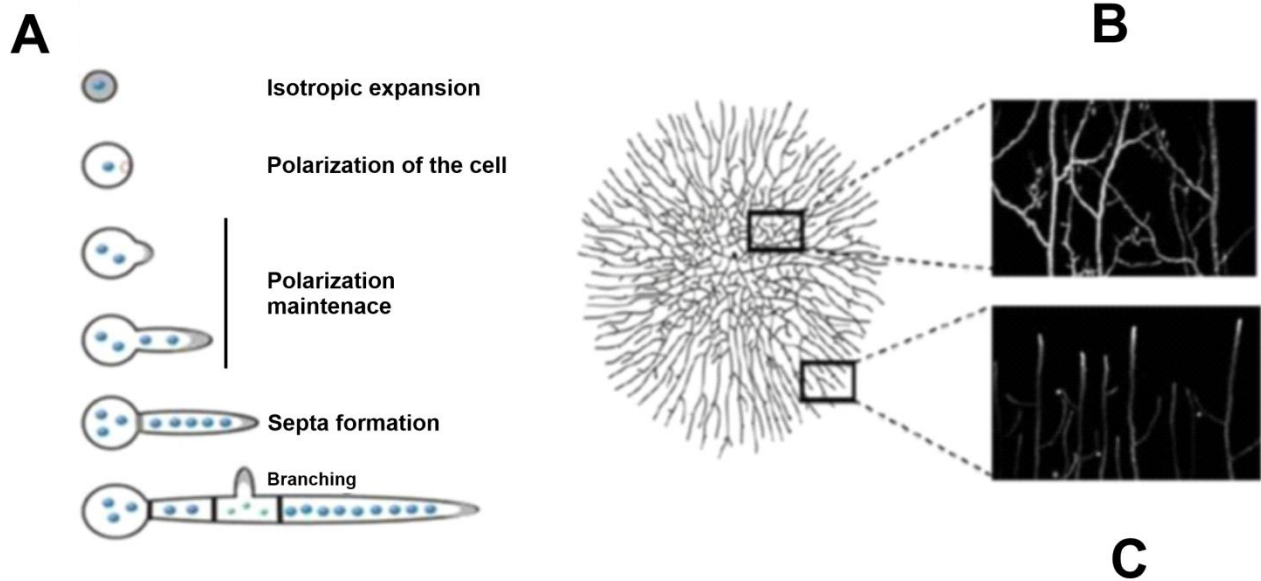 A
B
Isotropic expansion
Polarization of the cell
Polarization
maintenace
Septa formation
Branching
C